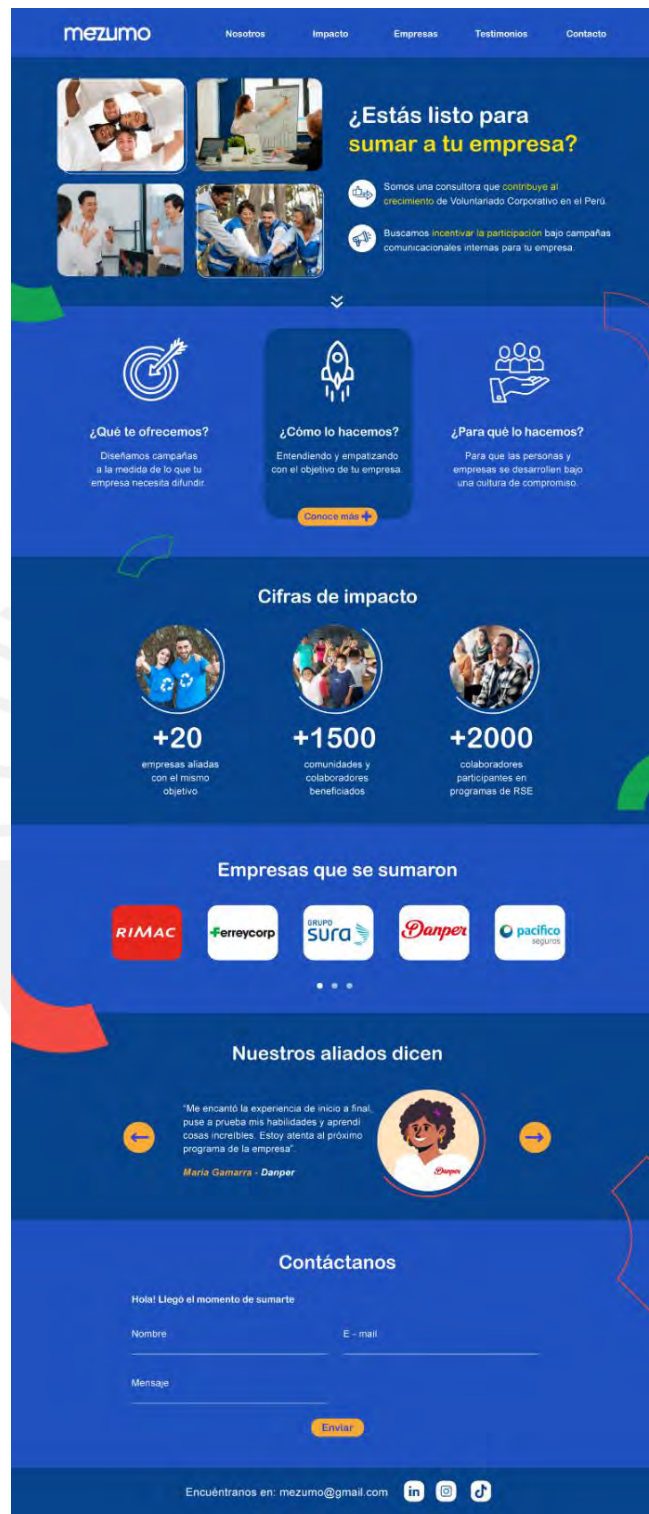 mezumo
Nosotros
Impacto
Empresas
Testimonios
Contacto
¿Estás listo para
sumar a tu empresa?
Somos una consultora que contribuye al
crecimiento de Voluntariado Corporativo en el Perú.
Buscamos incentivar la participación bajo campañas
comunicacionales internas para tu empresa.
¿Qué te ofrecemos?
Diseñamos campañas
a la medida de lo que tu
empresa necesita difundir.
¿Cómo lo hacemos?
Entendiendo y empatizando
con el objetivo de tu empresa.
Conoce más +
¿Para qué lo hacemos?
Para que las personas y
empresas se desarrollen bajo
una cultura de compromiso.
Cifras de impacto
+20
empresas aliadas
con el mismo
objetivo
+1500
comunidades y
colaboradores
beneficiados
+2000
colaboradores
participantes en
programas de RSE
Empresas que se sumaron
RIMAC
Ferreycorp
GRUPO
sura
Danper
pacífico
seguros
Nuestros aliados dicen
"Me encantó la experiencia de inicio a final,
puse a prueba mis habilidades y aprendí
cosas increíbles. Estoy atenta al próximo
programa de la empresa".
María Gamarra - Danper
Danper
Contáctanos
Hola! Llegó el momento de sumarte
Nombre
E - mail
Mensaje
Enviar
Encuéntranos en: mezumo@gmail.com
in